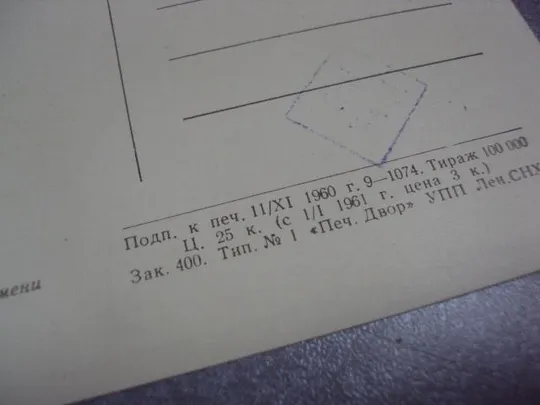 Подп. к печ. 11/XI 1960 г. 9—1074. Тираж 100 000
Ц. 25 к. (с 1/I 1961 г. цена 3 к.)
Зак. 400. Тип. № 1 «Печ. Двор» УПП Лен.СНХ
мени